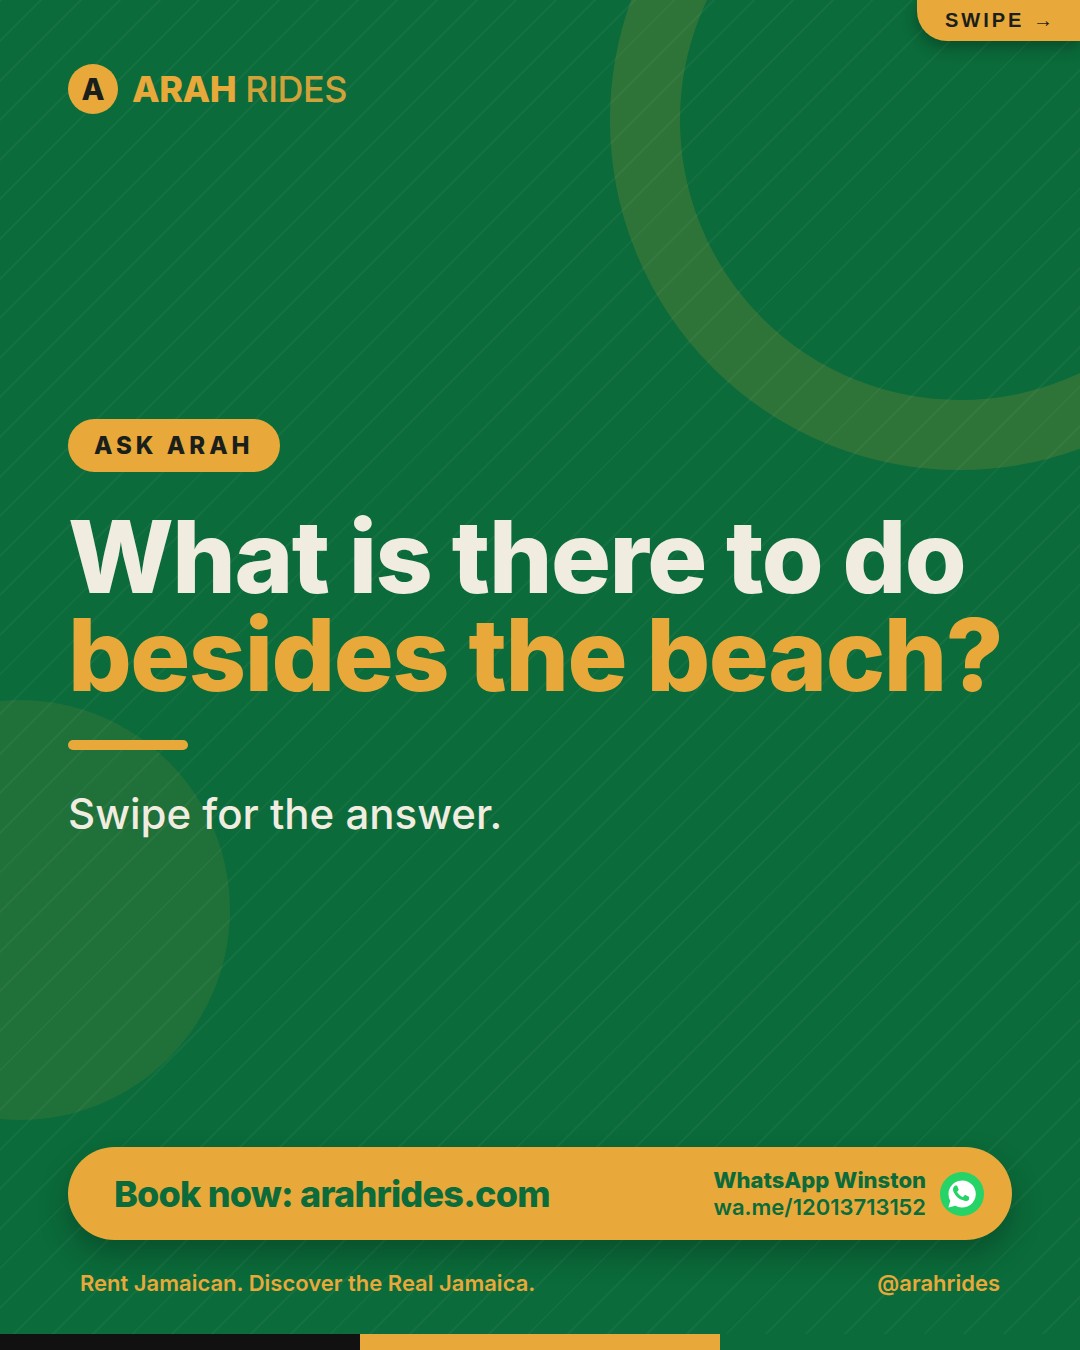 SWIPE →
A ARAH RIDES
ASK ARAH
What is there to do
besides the beach?
Swipe for the answer.
Book now: arahrides.com
WhatsApp Winston
wa.me/12013713152
Rent Jamaican. Discover the Real Jamaica.
@arahrides